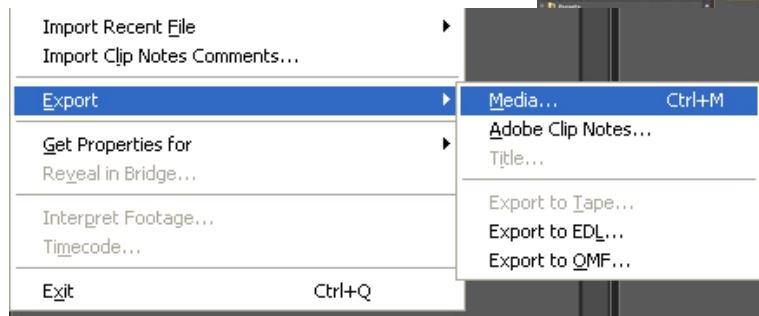 Import Recent File
Import Clip Notes Comments...
Export
Get Properties for
Reveal in Bridge...
Interpret Footage...
Timecode...
Exit Ctrl+Q
Media... Ctrl+M
Adobe Clip Notes...
Title...
Export to Tape...
Export to EDL...
Export to OMF...